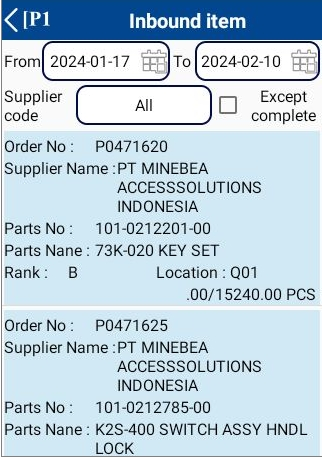 [P1 Inbound item
From 2024-01-17 To 2024-02-10
Supplier code All Except complete
Order No : P0471620
Supplier Name :PT MINEBEA
ACCESSSOLUTIONS
INDONESIA
Parts No : 101-0212201-00
Parts Nane : 73K-020 KEY SET
Rank : B Location : Q01
.00/15240.00 PCS
Order No : P0471625
Supplier Name :PT MINEBEA
ACCESSSOLUTIONS
INDONESIA
Parts No : 101-0212785-00
Parts Nane : K2S-400 SWITCH ASSY HNDL
LOCK